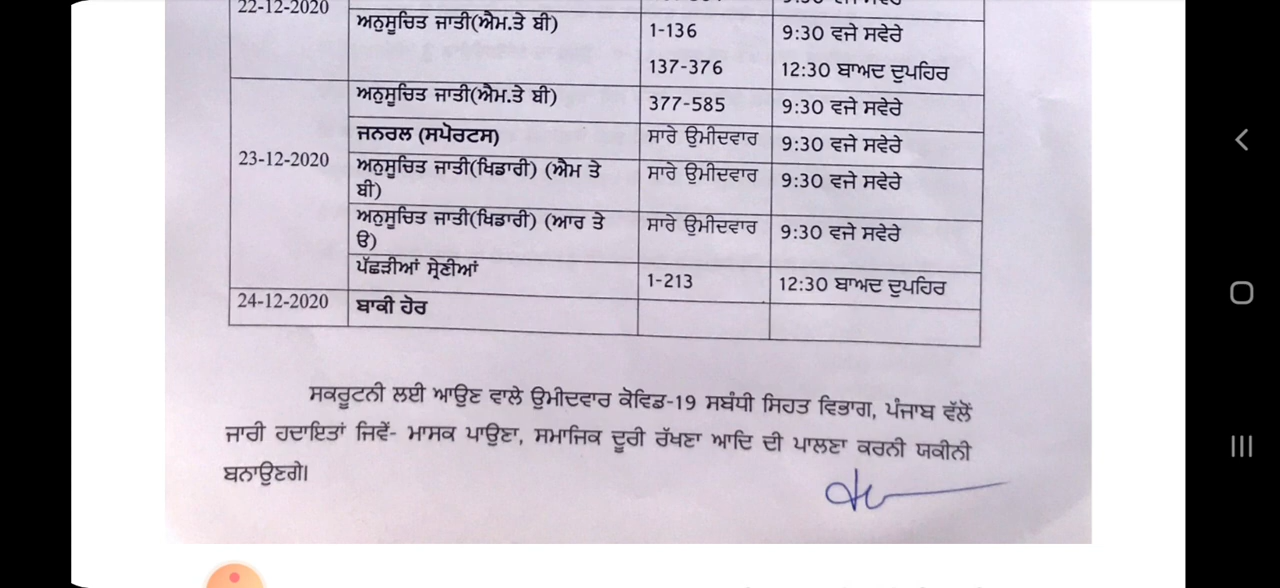 22-12-2020
ਅਨੁਸੂਚਿਤ ਜਾਤੀ(ਐਮ.ਤੇ ਬੀ) 1-136 9:30 ਵਜੇ ਸਵੇਰੇ
137-376 12:30 ਬਾਅਦ ਦੁਪਹਿਰ
ਅਨੁਸੂਚਿਤ ਜਾਤੀ(ਐਮ.ਤੇ ਬੀ) 377-585 9:30 ਵਜੇ ਸਵੇਰੇ
ਜਨਰਲ (ਸਪੋਰਟਸ) ਸਾਰੇ ਉਮੀਦਵਾਰ 9:30 ਵਜੇ ਸਵੇਰੇ
23-12-2020 ਅਨੁਸੂਚਿਤ ਜਾਤੀ(ਖਿਡਾਰੀ) (ਐਮ ਤੇ ਸਾਰੇ ਉਮੀਦਵਾਰ 9:30 ਵਜੇ ਸਵੇਰੇ
ਬੀ)
ਅਨੁਸੂਚਿਤ ਜਾਤੀ(ਖਿਡਾਰੀ) (ਆਰ ਤੇ ਸਾਰੇ ਉਮੀਦਵਾਰ 9:30 ਵਜੇ ਸਵੇਰੇ
ੳ)
ਪੱਛੜੀਆਂ ਸ਼੍ਰੇਣੀਆਂ 1-213 12:30 ਬਾਅਦ ਦੁਪਹਿਰ
24-12-2020 ਬਾਕੀ ਹੋਰ
ਸਕਰੂਟਨੀ ਲਈ ਆਉਣ ਵਾਲੇ ਉਮੀਦਵਾਰ ਕੋਵਿਡ-19 ਸਬੰਧੀ ਸਿਹਤ ਵਿਭਾਗ, ਪੰਜਾਬ ਵੱਲੋਂ
ਜਾਰੀ ਹਦਾਇਤਾਂ ਜਿਵੇਂ- ਮਾਸਕ ਪਾਉਣਾ, ਸਮਾਜਿਕ ਦੂਰੀ ਰੱਖਣਾ ਆਦਿ ਦੀ ਪਾਲਣਾ ਕਰਨੀ ਯਕੀਨੀ
ਬਨਾਉਣਗੇ।